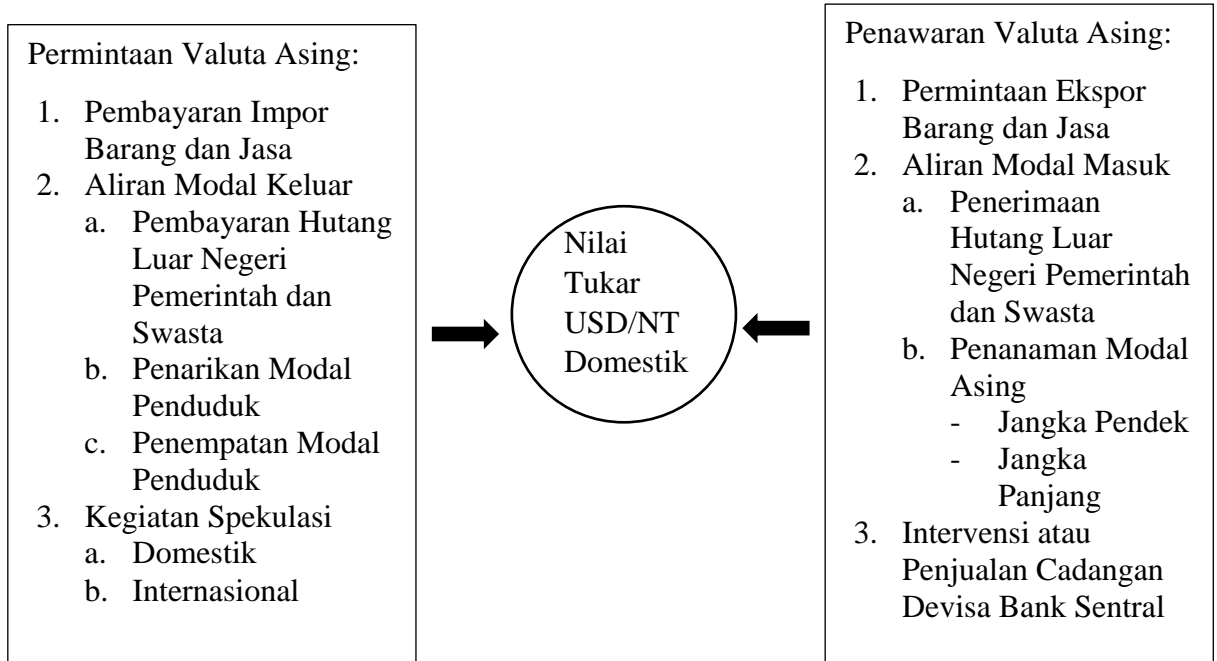 Permintaan Valuta Asing:
1. Pembayaran Impor
Barang dan Jasa
2. Aliran Modal Keluar
a. Pembayaran Hutang
Luar Negeri
Pemerintah dan
Swasta
b. Penarikan Modal
Penduduk
c. Penempatan Modal
Penduduk
3. Kegiatan Spekulasi
a. Domestik
b. Internasional
Nilai
Tukar
USD/NT
Domestik
Penawaran Valuta Asing:
1. Permintaan Ekspor
Barang dan Jasa
2. Aliran Modal Masuk
a. Penerimaan
Hutang Luar
Negeri Pemerintah
dan Swasta
b. Penanaman Modal
Asing
- Jangka Pendek
- Jangka
Panjang
3. Intervensi atau
Penjualan Cadangan
Devisa Bank Sentral